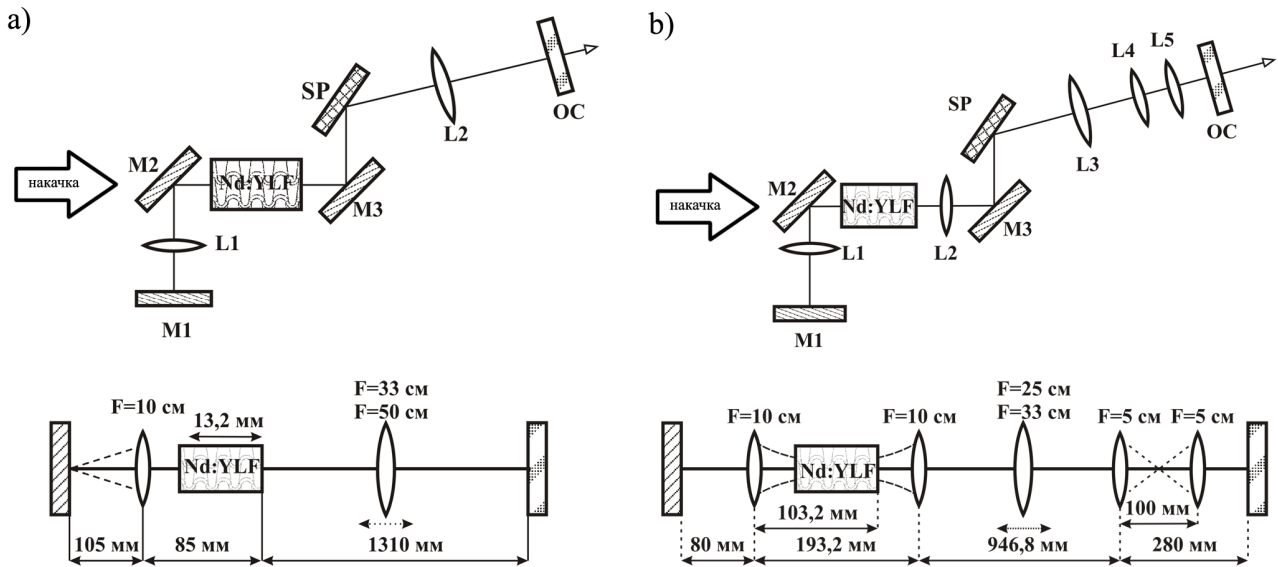 a)
SP
L2
OC
M2
Nd:YLF
накачка
M3
L1
M1
F=33 см
F=50 см
F=10 см
13,2 мм
Nd:YLF
105 мм
85 мм
1310 мм
b)
L5
L4
SP
OC
L3
M2
Nd:YLF
накачка
M3
L2
L1
M1
F=25 см
F=33 см
F=10 см
F=10 см
F=5 см
F=5 см
Nd:YLF
103,2 мм
100 мм
80 мм
193,2 мм
946,8 мм
280 мм